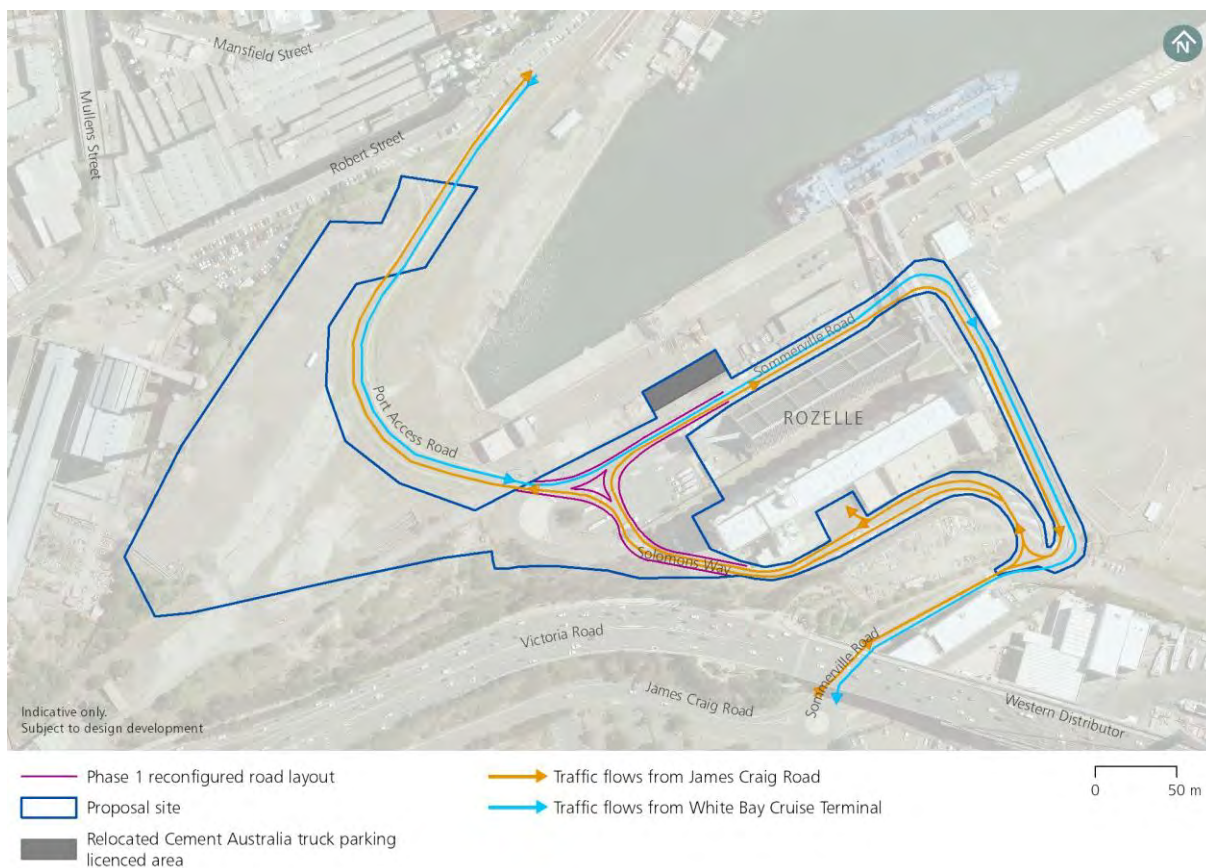 N
Mansfield Street
Mullens Street
Robert Street
Port Access Road
Sommerville Road
ROZELLE
Solomons Way
Victoria Road
Sommerville Road
James Craig Road
Western Distributor
Indicative only.
Subject to design development
Phase 1 reconfigured road layout
Proposal site
Relocated Cement Australia truck parking
licenced area
Traffic flows from James Craig Road
Traffic flows from White Bay Cruise Terminal
0 50 m